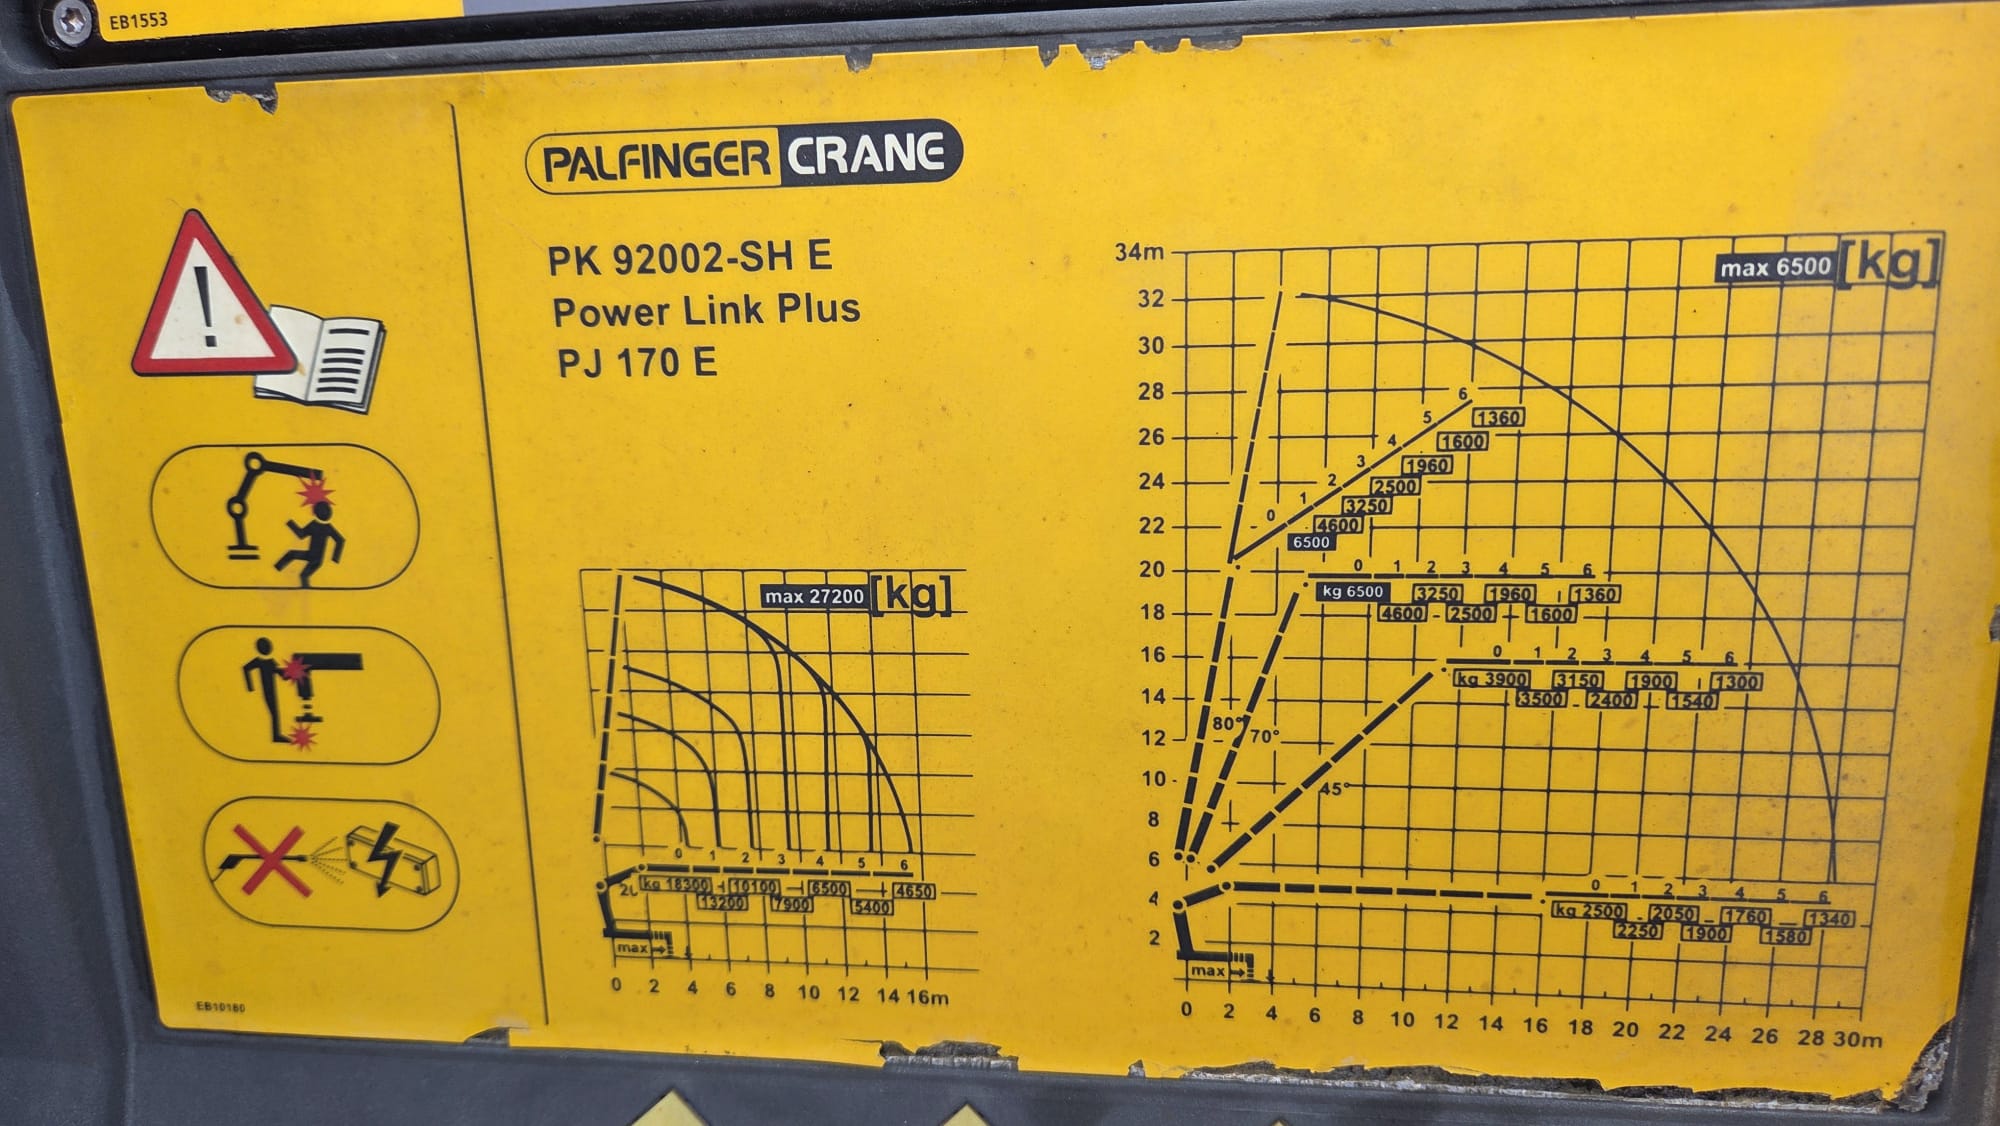 EB1553
PALFINGER CRANE
PK 92002-SH E
Power Link Plus
PJ 170 E
!
EB10160
max 27200 [kg]
0 1 2 3 4 5 6
kg 18300 10100 6500 4650
13200 7900 5400
max
0 2 4 6 8 10 12 14 16m
max 6500 [kg]
34m
32
30
28
26
24
22
20
18
16
14
12
10
8
6
4
2
6
5
4
3
2
1
0
1360
1600
1960
2500
3250
4600
6500
0 1 2 3 4 5 6
kg 6500 3250 1960 1360
4600 2500 1600
0 1 2 3 4 5 6
kg 3900 3150 1900 1300
3500 2400 1540
80°
70°
45°
0 1 2 3 4 5 6
kg 2500 2050 1760 1340
2250 1900 1580
max
0 2 4 6 8 10 12 14 16 18 20 22 24 26 28 30m